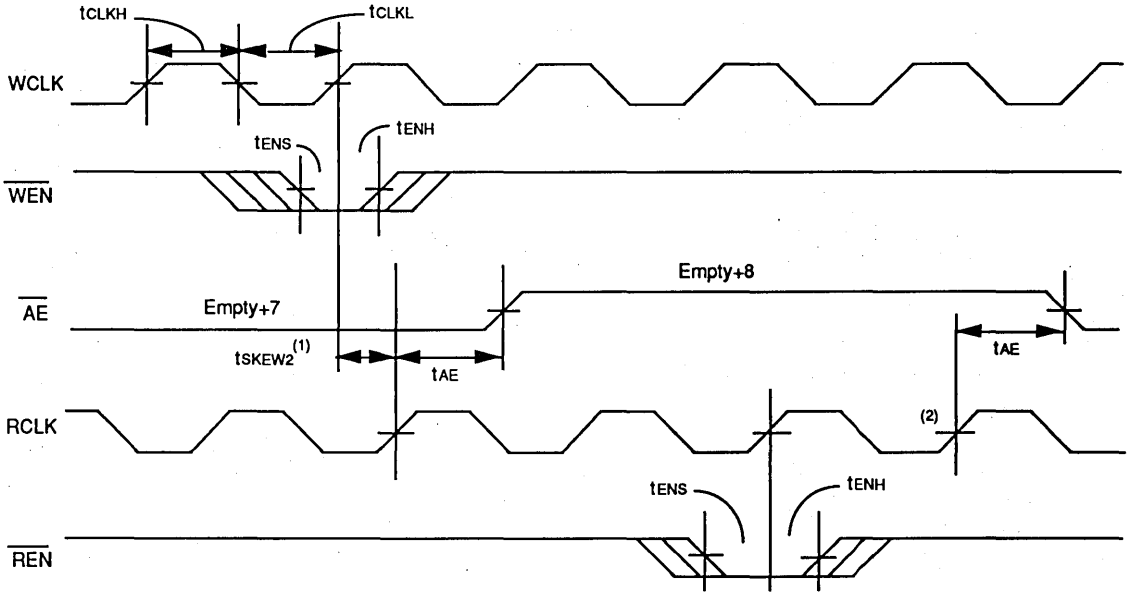 tCLKH
tCLKL
WCLK
tENS
tENH
WEN
Empty+8
AE
Empty+7
tSKEW2(1)
tAE
tAE
RCLK
(2)
tENS
tENH
REN